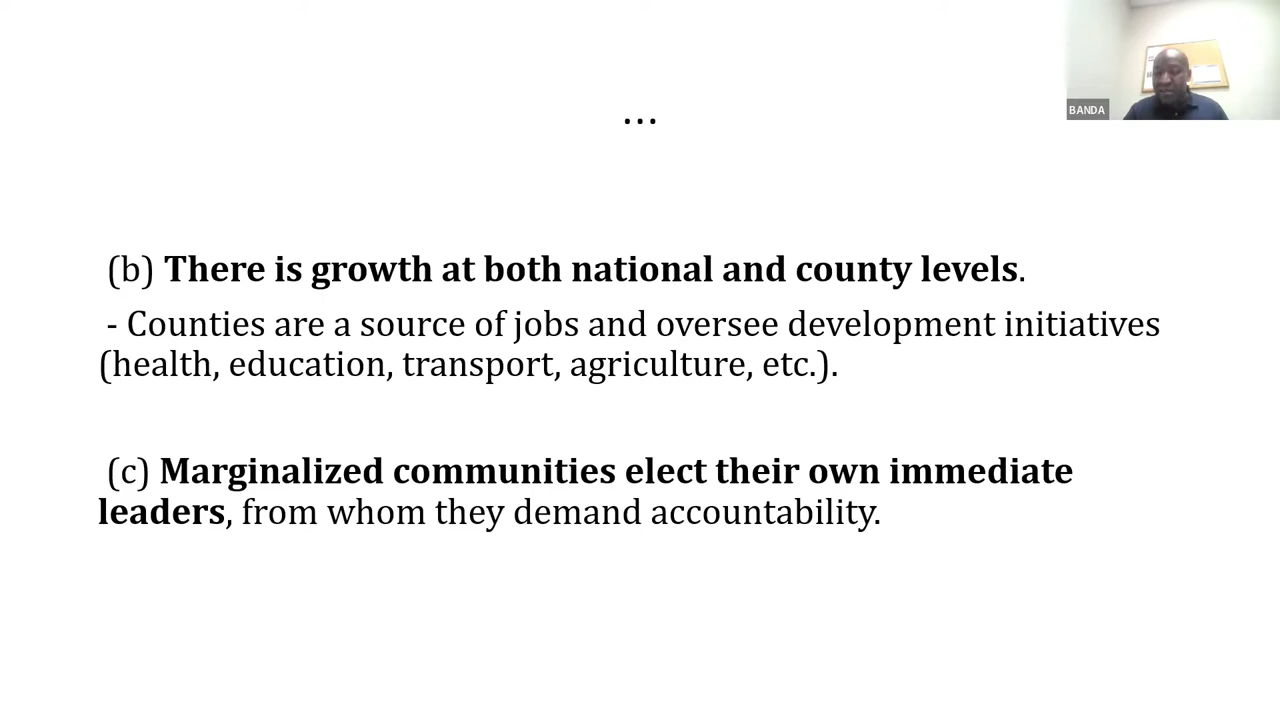 BANDA
...
(b) There is growth at both national and county levels.
- Counties are a source of jobs and oversee development initiatives
(health, education, transport, agriculture, etc.).
(c) Marginalized communities elect their own immediate
leaders, from whom they demand accountability.